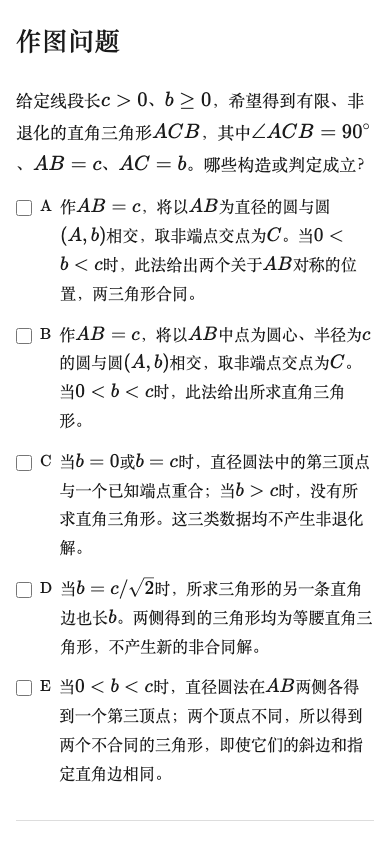 作图问题
给定线段长c > 0、b ≥ 0，希望得到有限、非
退化的直角三角形ACB，其中∠ACB = 90°
、AB = c、AC = b。哪些构造或判定成立?
A 作AB = c，将以AB为直径的圆与圆
(A, b)相交，取非端点交点为C。当0 <
b < c时，此法给出两个关于AB对称的位
置，两三角形合同。
B 作AB = c，将以AB中点为圆心、半径为c
的圆与圆(A, b)相交，取非端点交点为C。
当0 < b < c时，此法给出所求直角三角
形。
C 当b = 0或b = c时，直径圆法中的第三顶点
与一个已知端点重合；当b > c时，没有所
求直角三角形。这三类数据均不产生非退化
解。
D 当b = c/√2时，所求三角形的另一条直角
边也长b。两侧得到的三角形均为等腰直角三
角形，不产生新的非合同解。
E 当0 < b < c时，直径圆法在AB两侧各得
到一个第三顶点；两个顶点不同，所以得到
两个不合同的三角形，即使它们的斜边和指
定直角边相同。